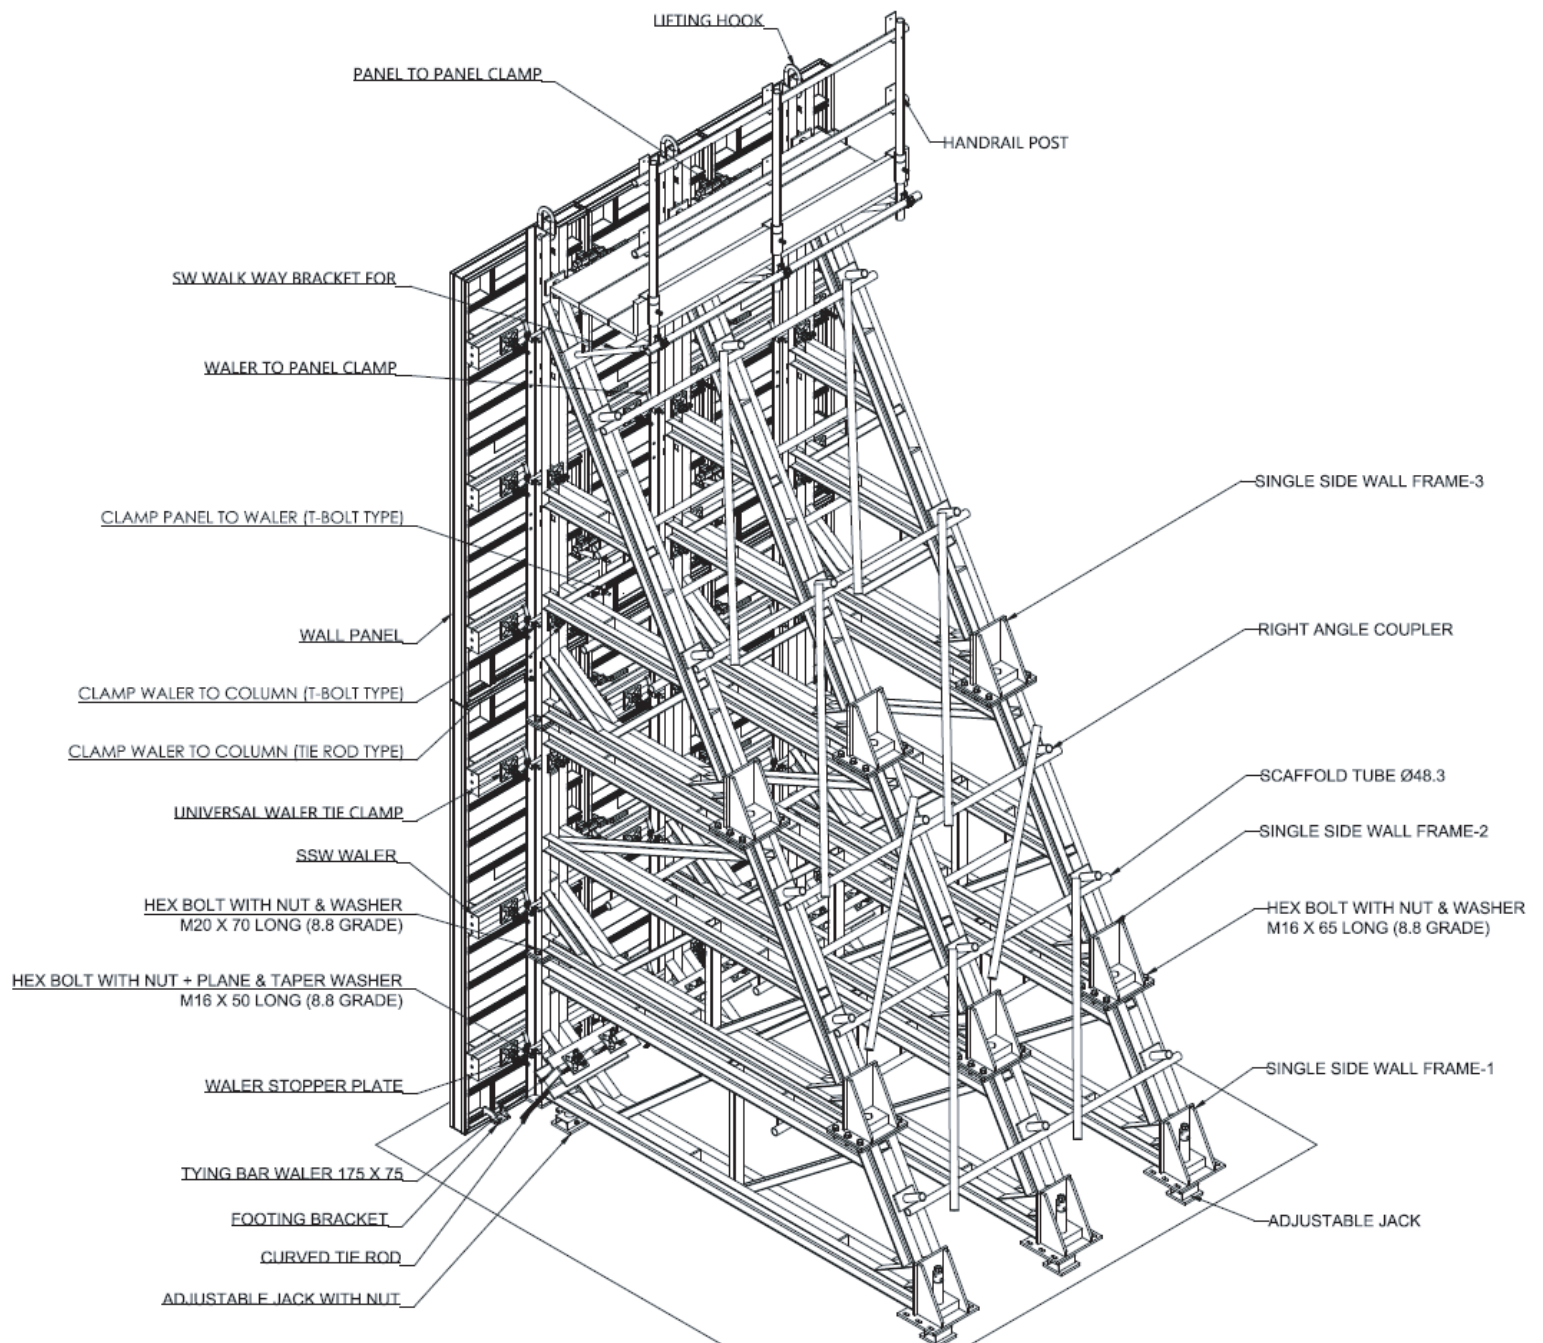 LIFTING HOOK
PANEL TO PANEL CLAMP
HANDRAIL POST
SW WALK WAY BRACKET FOR
WALER TO PANEL CLAMP
SINGLE SIDE WALL FRAME-3
CLAMP PANEL TO WALER (T-BOLT TYPE)
WALL PANEL
RIGHT ANGLE COUPLER
CLAMP WALER TO COLUMN (T-BOLT TYPE)
CLAMP WALER TO COLUMN (TIE ROD TYPE)
SCAFFOLD TUBE Ø48.3
UNIVERSAL WALER TIE CLAMP
SINGLE SIDE WALL FRAME-2
SSW WALER
HEX BOLT WITH NUT & WASHER
M20 X 70 LONG (8.8 GRADE)
HEX BOLT WITH NUT & WASHER
M16 X 65 LONG (8.8 GRADE)
HEX BOLT WITH NUT + PLANE & TAPER WASHER
M16 X 50 LONG (8.8 GRADE)
WALER STOPPER PLATE
SINGLE SIDE WALL FRAME-1
TYING BAR WALER 175 X 75
FOOTING BRACKET
ADJUSTABLE JACK
CURVED TIE ROD
ADJUSTABLE JACK WITH NUT